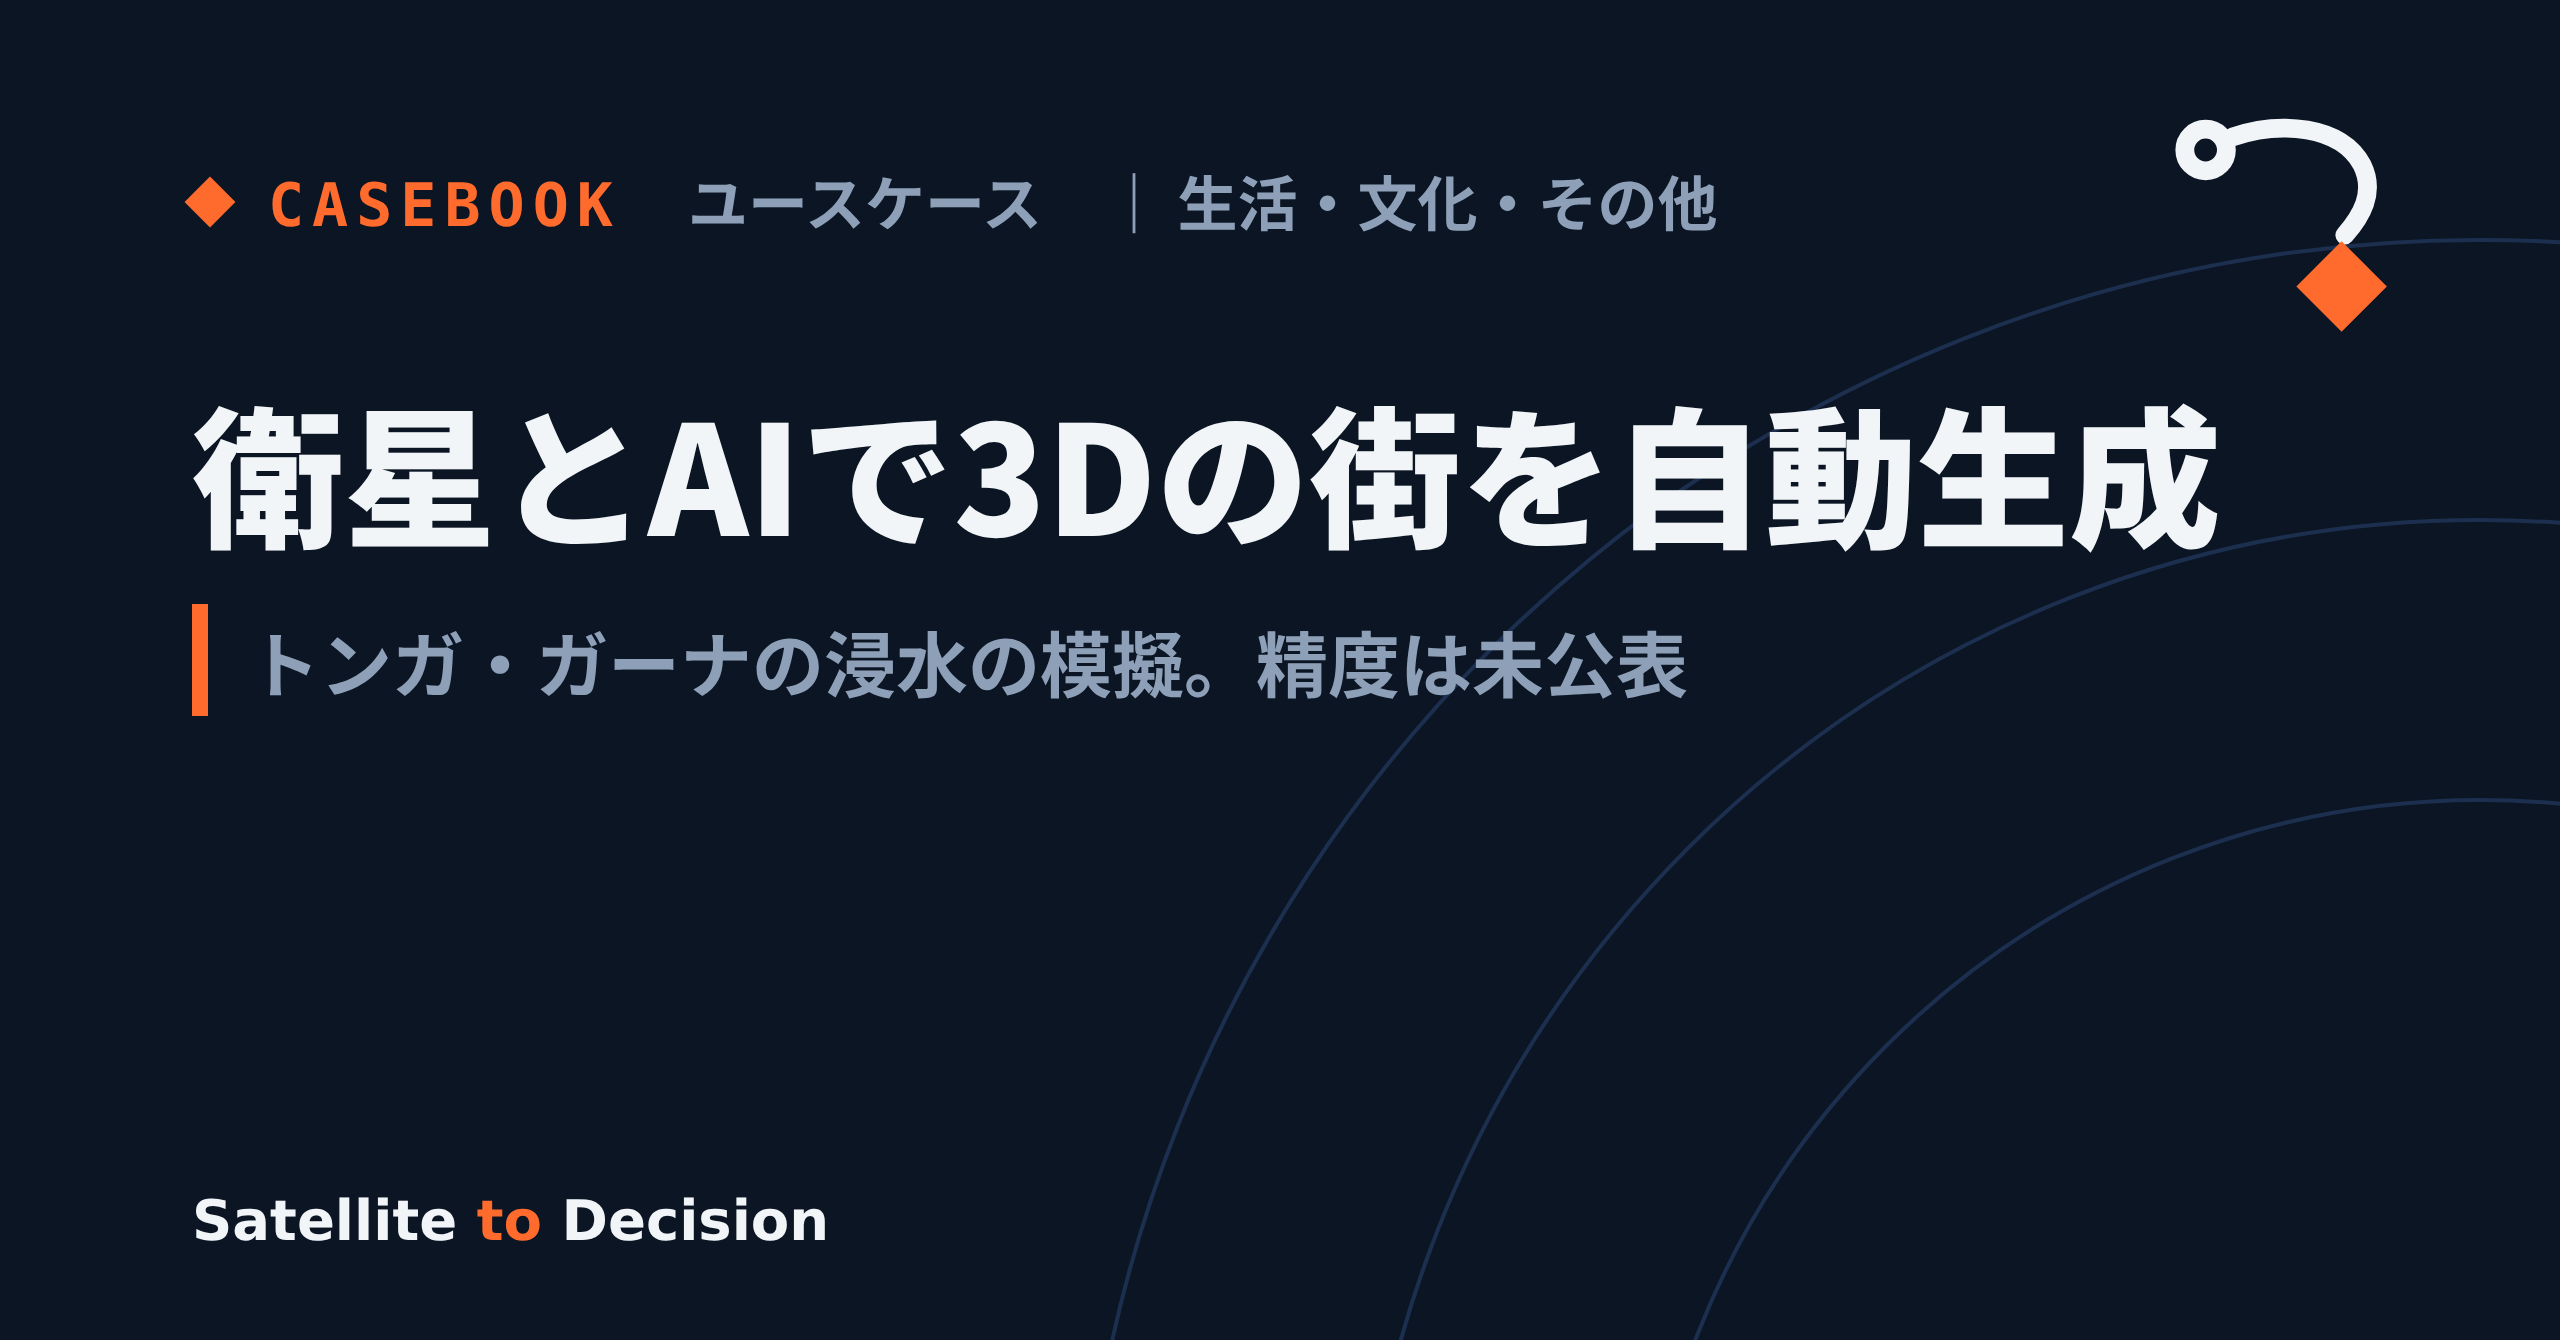 CASEBOOK ユースケース ｜生活・文化・その他
衛星とAIで3Dの街を自動生成
トンガ・ガーナの浸水の模擬。精度は未公表
Satellite to Decision